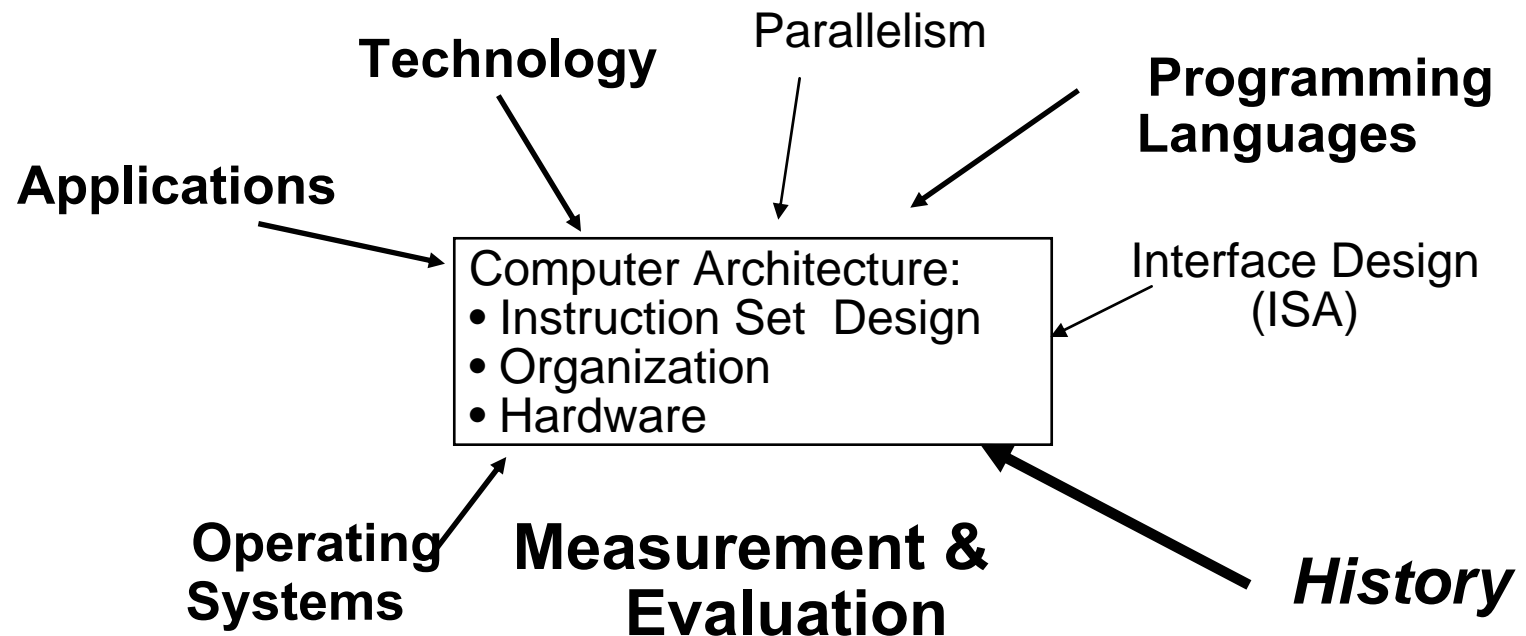 Parallelism
Technology
Programming
Languages
Applications
Computer Architecture:
• Instruction Set Design
• Organization
• Hardware
Interface Design
(ISA)
Operating
Systems
Measurement &
Evaluation
History